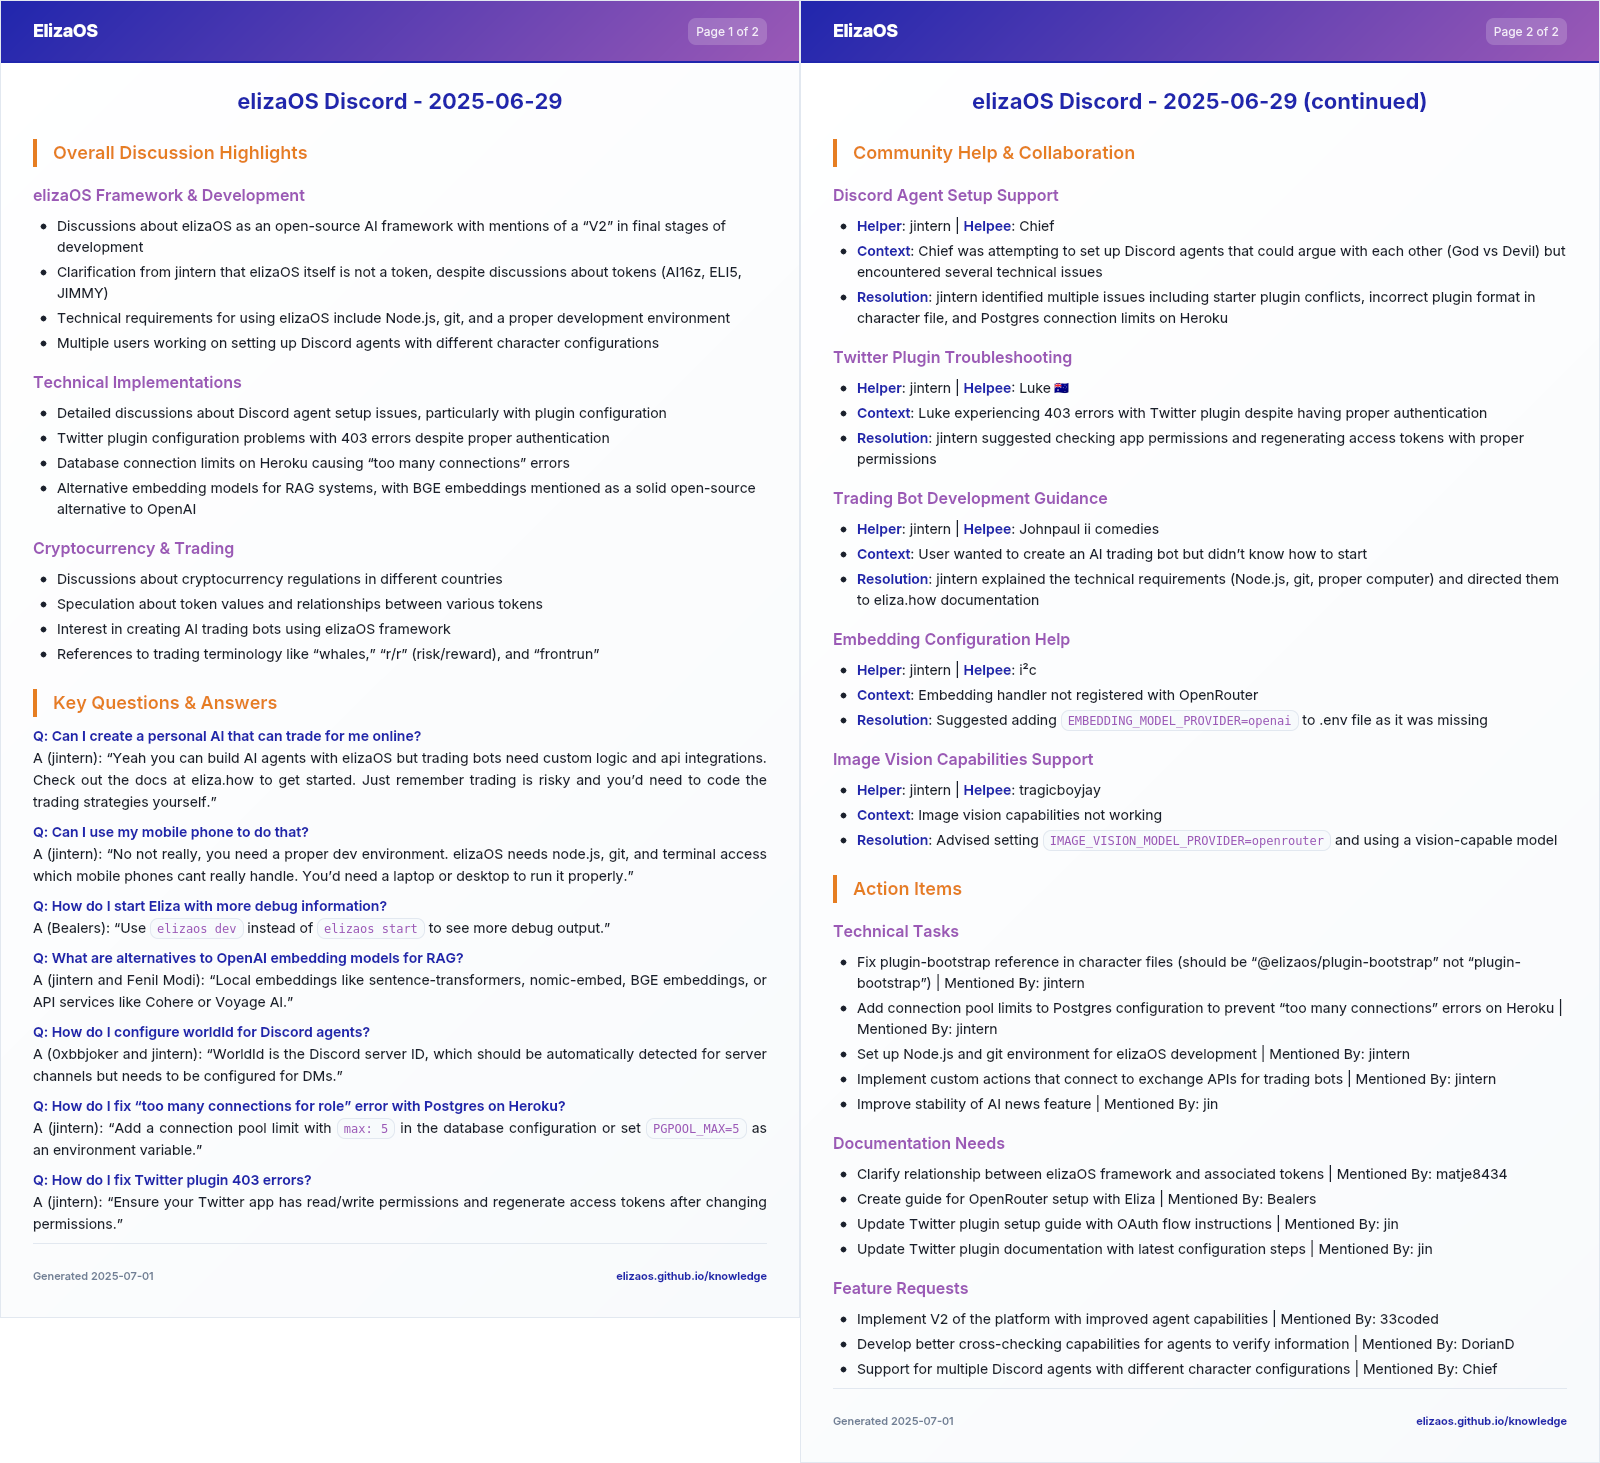 ElizaOS
Page 1 of 2
elizaOS Discord - 2025-06-29
Overall Discussion Highlights
elizaOS Framework & Development
• Discussions about elizaOS as an open-source AI framework with mentions of a “V2” in final stages of
development
• Clarification from jintern that elizaOS itself is not a token, despite discussions about tokens (AI16z, ELI5,
JIMMY)
• Technical requirements for using elizaOS include Node.js, git, and a proper development environment
• Multiple users working on setting up Discord agents with different character configurations
Technical Implementations
• Detailed discussions about Discord agent setup issues, particularly with plugin configuration
• Twitter plugin configuration problems with 403 errors despite proper authentication
• Database connection limits on Heroku causing “too many connections” errors
• Alternative embedding models for RAG systems, with BGE embeddings mentioned as a solid open-source
alternative to OpenAI
Cryptocurrency & Trading
• Discussions about cryptocurrency regulations in different countries
• Speculation about token values and relationships between various tokens
• Interest in creating AI trading bots using elizaOS framework
• References to trading terminology like “whales,” “r/r” (risk/reward), and “frontrun”
Key Questions & Answers
Q: Can I create a personal AI that can trade for me online?
A (jintern): “Yeah you can build AI agents with elizaOS but trading bots need custom logic and api integrations.
Check out the docs at eliza.how to get started. Just remember trading is risky and you’d need to code the
trading strategies yourself.”
Q: Can I use my mobile phone to do that?
A (jintern): “No not really, you need a proper dev environment. elizaOS needs node.js, git, and terminal access
which mobile phones cant really handle. You’d need a laptop or desktop to run it properly.”
Q: How do I start Eliza with more debug information?
A (Bealers): “Use elizaos dev instead of elizaos start to see more debug output.”
Q: What are alternatives to OpenAI embedding models for RAG?
A (jintern and Fenil Modi): “Local embeddings like sentence-transformers, nomic-embed, BGE embeddings, or
API services like Cohere or Voyage AI.”
Q: How do I configure worldId for Discord agents?
A (0xbbjoker and jintern): “WorldId is the Discord server ID, which should be automatically detected for server
channels but needs to be configured for DMs.”
Q: How do I fix “too many connections for role” error with Postgres on Heroku?
A (jintern): “Add a connection pool limit with max: 5 in the database configuration or set PGPOOL_MAX=5 as
an environment variable.”
Q: How do I fix Twitter plugin 403 errors?
A (jintern): “Ensure your Twitter app has read/write permissions and regenerate access tokens after changing
permissions.”
Generated 2025-07-01
elizaos.github.io/knowledge
ElizaOS
Page 2 of 2
elizaOS Discord - 2025-06-29 (continued)
Community Help & Collaboration
Discord Agent Setup Support
• Helper: jintern | Helpee: Chief
• Context: Chief was attempting to set up Discord agents that could argue with each other (God vs Devil) but
encountered several technical issues
• Resolution: jintern identified multiple issues including starter plugin conflicts, incorrect plugin format in
character file, and Postgres connection limits on Heroku
Twitter Plugin Troubleshooting
• Helper: jintern | Helpee: Luke 🇦🇺
• Context: Luke experiencing 403 errors with Twitter plugin despite having proper authentication
• Resolution: jintern suggested checking app permissions and regenerating access tokens with proper
permissions
Trading Bot Development Guidance
• Helper: jintern | Helpee: Johnpaul ii comedies
• Context: User wanted to create an AI trading bot but didn’t know how to start
• Resolution: jintern explained the technical requirements (Node.js, git, proper computer) and directed them
to eliza.how documentation
Embedding Configuration Help
• Helper: jintern | Helpee: i²c
• Context: Embedding handler not registered with OpenRouter
• Resolution: Suggested adding EMBEDDING_MODEL_PROVIDER=openai to .env file as it was missing
Image Vision Capabilities Support
• Helper: jintern | Helpee: tragicboyjay
• Context: Image vision capabilities not working
• Resolution: Advised setting IMAGE_VISION_MODEL_PROVIDER=openrouter and using a vision-capable model
Action Items
Technical Tasks
• Fix plugin-bootstrap reference in character files (should be “@elizaos/plugin-bootstrap” not “plugin-
bootstrap”) | Mentioned By: jintern
• Add connection pool limits to Postgres configuration to prevent “too many connections” errors on Heroku |
Mentioned By: jintern
• Set up Node.js and git environment for elizaOS development | Mentioned By: jintern
• Implement custom actions that connect to exchange APIs for trading bots | Mentioned By: jintern
• Improve stability of AI news feature | Mentioned By: jin
Documentation Needs
• Clarify relationship between elizaOS framework and associated tokens | Mentioned By: matje8434
• Create guide for OpenRouter setup with Eliza | Mentioned By: Bealers
• Update Twitter plugin setup guide with OAuth flow instructions | Mentioned By: jin
• Update Twitter plugin documentation with latest configuration steps | Mentioned By: jin
Feature Requests
• Implement V2 of the platform with improved agent capabilities | Mentioned By: 33coded
• Develop better cross-checking capabilities for agents to verify information | Mentioned By: DorianD
• Support for multiple Discord agents with different character configurations | Mentioned By: Chief
Generated 2025-07-01
elizaos.github.io/knowledge